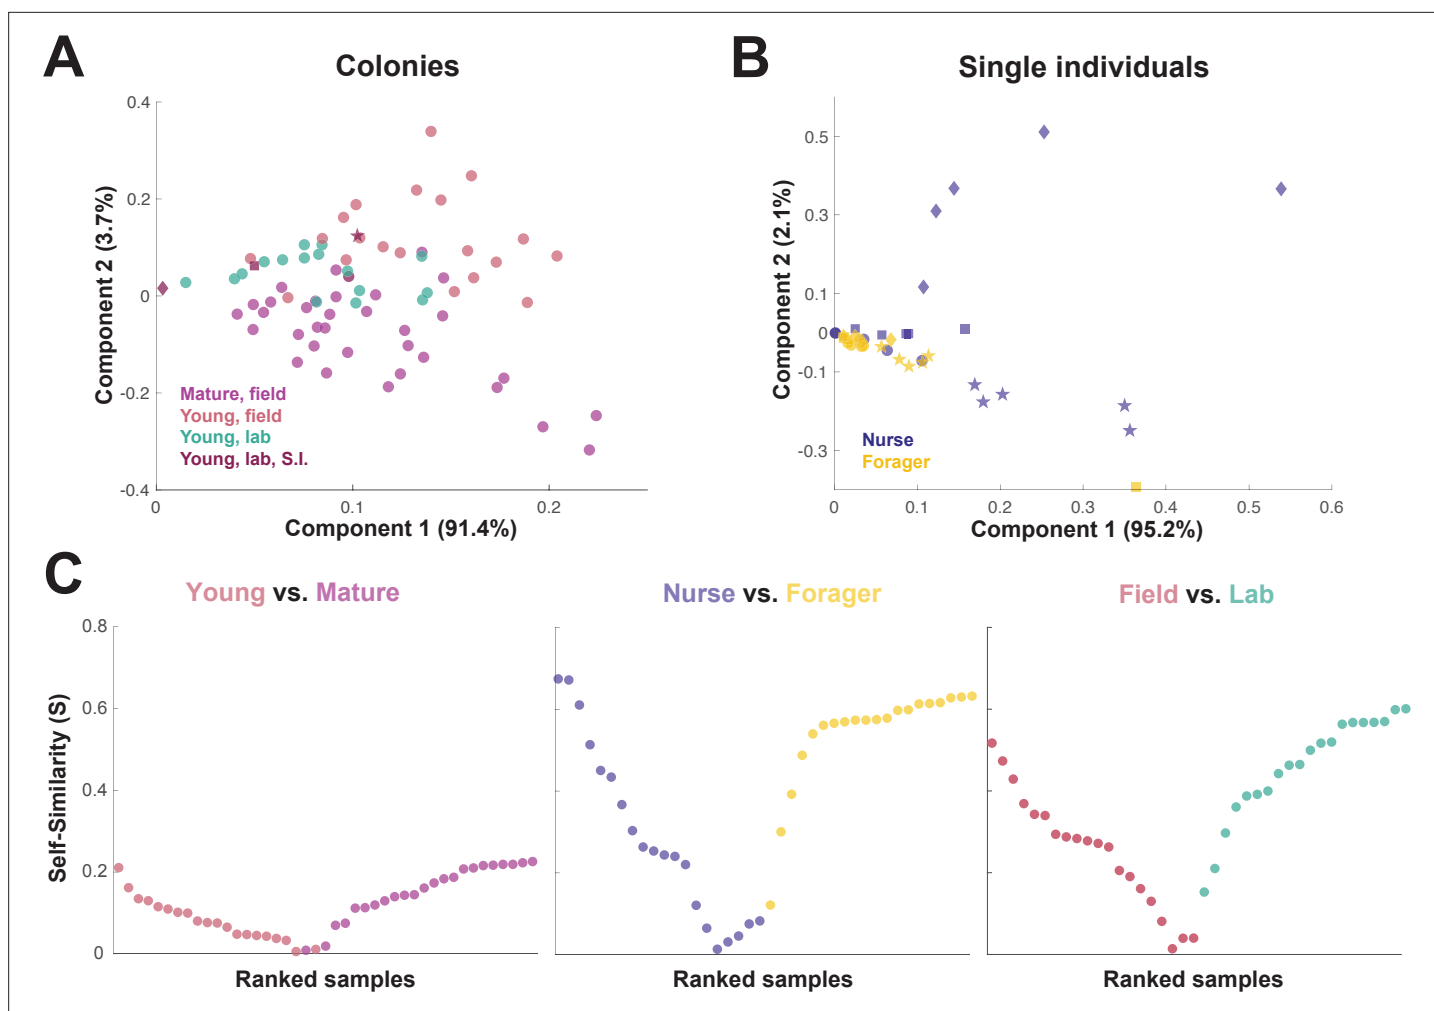 A
Colonies
0.4
0.2
0
-0.2
-0.4
Component 2 (3.7%)
Mature, field
Young, field
Young, lab
Young, lab, S.I.
0
0.1
0.2
Component 1 (91.4%)
B
Single individuals
0.5
0.3
0.1
0
-0.1
-0.3
Component 2 (2.1%)
Nurse
Forager
0
0.1
0.2
0.3
0.4
0.5
0.6
Component 1 (95.2%)
C
Young vs. Mature
Nurse vs. Forager
Field vs. Lab
0.8
0.6
0.4
0.2
0
Self-Similarity (S)
Ranked samples
Ranked samples
Ranked samples